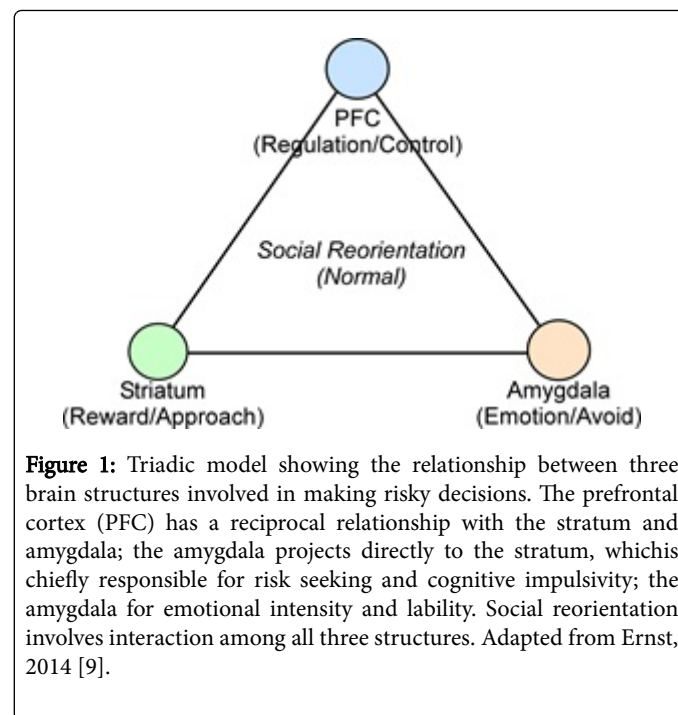 PFC
(Regulation/Control)
Social Reorientation
(Normal)
Striatum
(Reward/Approach)
Amygdala
(Emotion/Avoid)
Figure 1: Triadic model showing the relationship between three
brain structures involved in making risky decisions. The prefrontal
cortex (PFC) has a reciprocal relationship with the stratum and
amygdala; the amygdala projects directly to the stratum, whichis
chiefly responsible for risk seeking and cognitive impulsivity; the
amygdala for emotional intensity and lability. Social reorientation
involves interaction among all three structures. Adapted from Ernst,
2014 [9].